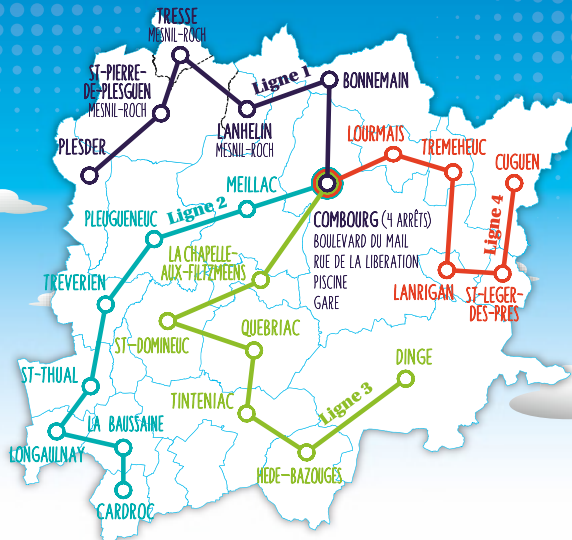 TRESSE
MESNIL-ROCH
ST-PIERRE-
DE-PLESGUEN
MESNIL-ROCH
Ligne 1
BONNEMAIN
LANHELIN
MESNIL-ROCH
PLESDER
LOURMAIS
TREMEHEUC
CUGUEN
MEILLAC
Ligne 2
PLEUGUENEUC
COMBOURG (4 ARRÊTS)
BOULEVARD DU MAIL
RUE DE LA LIBERATION
PISCINE
GARE
Ligne 4
LA CHAPELLE-
AUX-FILTZMÉENS
LANRIGAN
ST-LEGER-
DES-PRES
TREVERIEN
ST-DOMINEUC
QUEBRIAC
DINGE
ST-THUAL
TINTENIAC
Ligne 3
LA BAUSSAINE
LONGAULNAY
HEDE-BAZOUGES
CARDROC